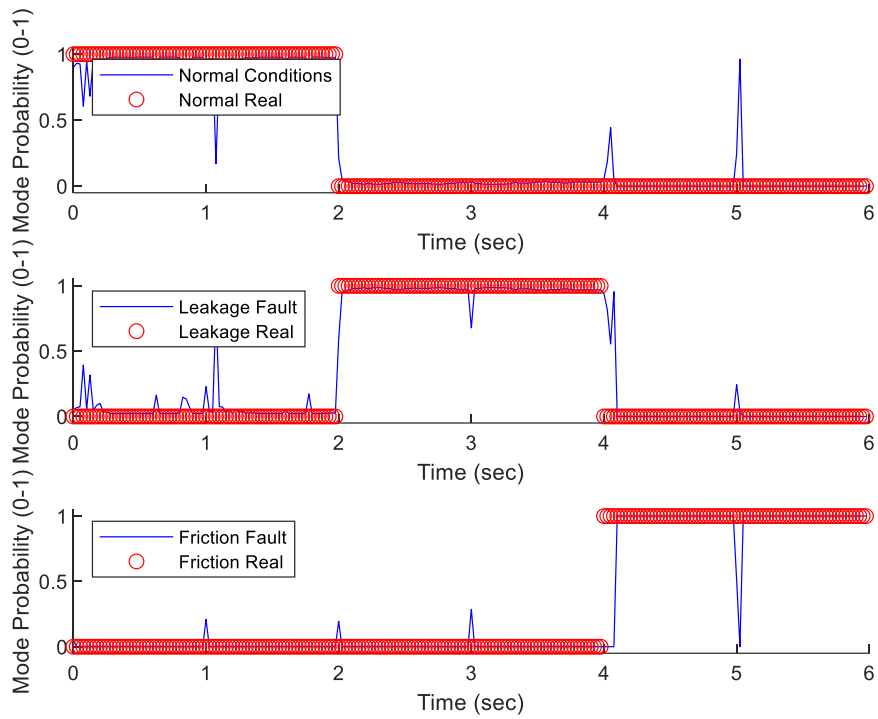 Mode Probability (0-1)
1
0.5
0
Normal Conditions
Normal Real
0 1 2 3 4 5 6
Time (sec)
Mode Probability (0-1)
1
0.5
0
Leakage Fault
Leakage Real
0 1 2 3 4 5 6
Time (sec)
Mode Probability (0-1)
1
0.5
0
Friction Fault
Friction Real
0 1 2 3 4 5 6
Time (sec)